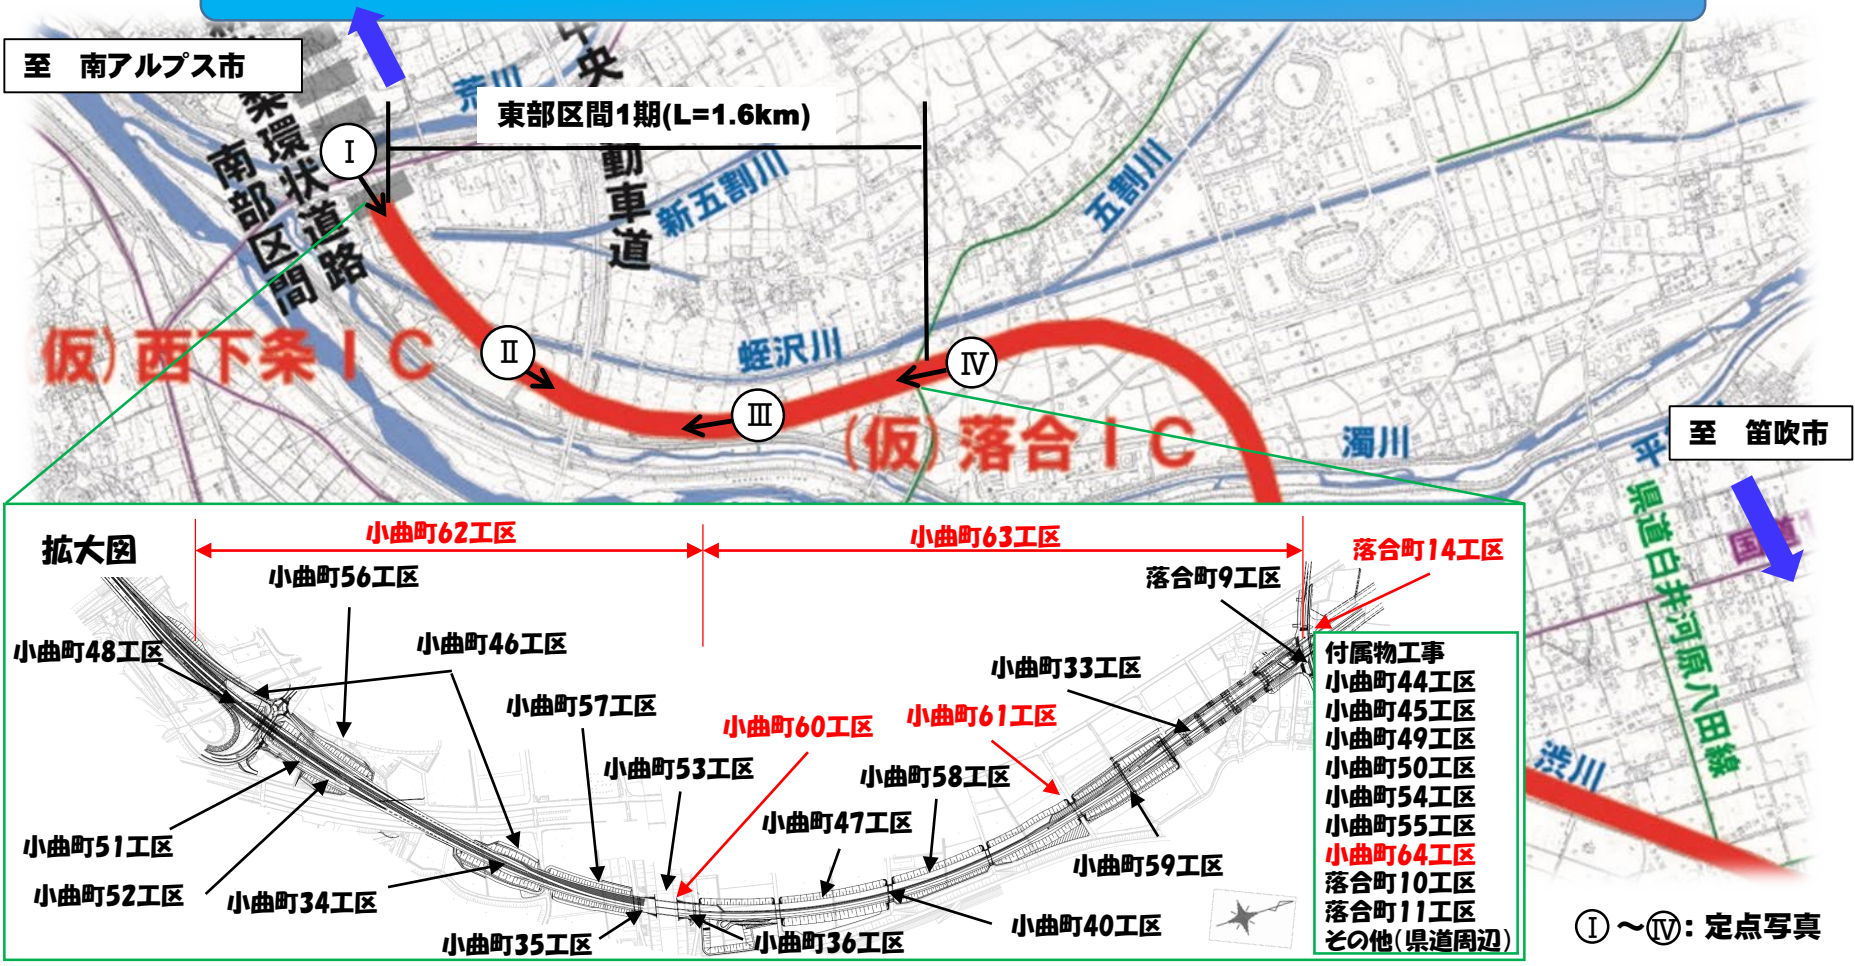 至　南アルプス市
荒川
中央
動車道
東部区間1期(L=1.6km)
Ⅰ
環状道路
南部区間
新五割川
五割川
(仮)西下条ＩＣ
Ⅱ
蛭沢川
Ⅳ
Ⅲ
(仮)落合ＩＣ
濁川
至　笛吹市
平
県道白井河原八田線
国
渋川
拡大図
小曲町62工区
小曲町63工区
落合町14工区
小曲町56工区
落合町9工区
小曲町48工区
小曲町46工区
小曲町33工区
小曲町57工区
小曲町60工区
小曲町61工区
小曲町53工区
小曲町58工区
小曲町47工区
小曲町51工区
小曲町59工区
小曲町52工区
小曲町34工区
小曲町40工区
小曲町35工区
小曲町36工区
付属物工事
小曲町44工区
小曲町45工区
小曲町49工区
小曲町50工区
小曲町54工区
小曲町55工区
小曲町64工区
落合町10工区
落合町11工区
その他(県道周辺)
Ⅰ～Ⅳ：定点写真